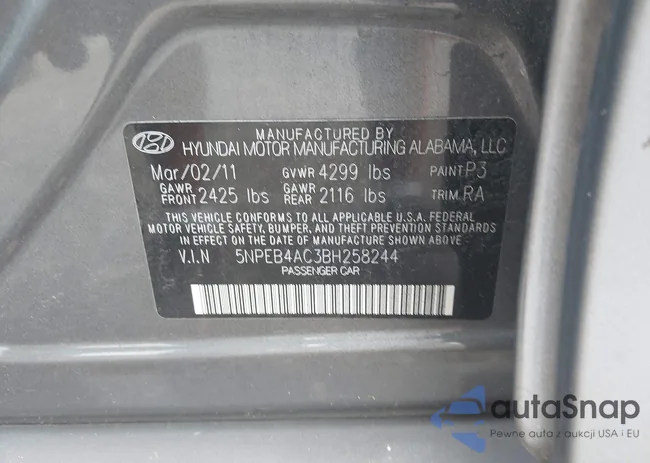 MANUFACTURED BY
HYUNDAI MOTOR MANUFACTURING ALABAMA, LLC
Mar/02/11 GVWR 4299 lbs PAINT P3
GAWR FRONT 2425 lbs GAWR REAR 2116 lbs TRIM RA
THIS VEHICLE CONFORMS TO ALL APPLICABLE U.S.A. FEDERAL
MOTOR VEHICLE SAFETY, BUMPER, AND THEFT PREVENTION STANDARDS
IN EFFECT ON THE DATE OF MANUFACTURE SHOWN ABOVE.
V.I.N 5NPEB4AC3BH258244
PASSENGER CAR
autoSnap
Pewne auta z aukcji USA i EU